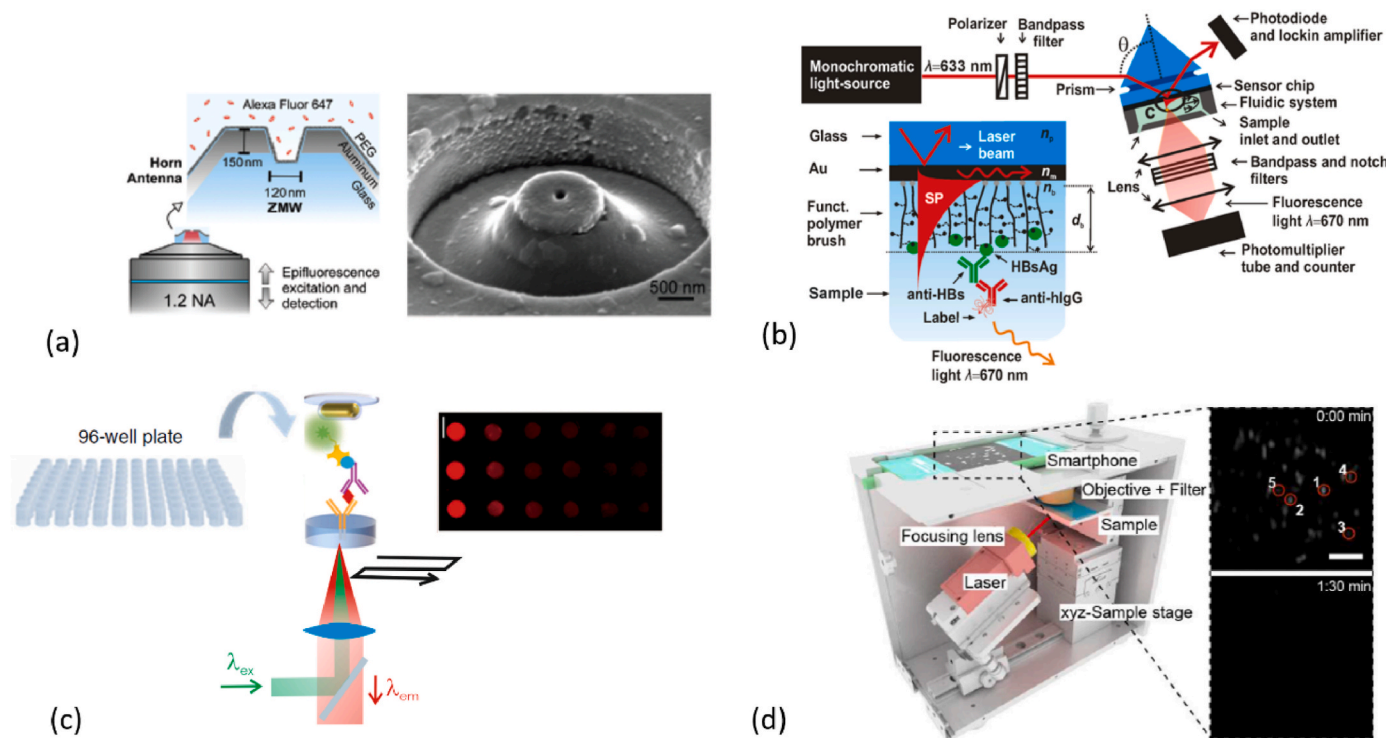 Alexa Fluor 647
PEG
Aluminum
Glass
150 nm
Horn
Antenna
120 nm
ZMW
1.2 NA
Epifluorescence
excitation and
detection
500 nm
(a)
Polarizer
Bandpass
filter
Photodiode
and lockin amplifier
Monochromatic
light-source
λ=633 nm
θ
Prism
Sensor chip
Fluidic system
C
Sample
inlet and outlet
Glass
Laser
beam
np
Au
nm
SP
nb
Lens
Bandpass and notch
filters
Funct.
polymer
brush
db
Fluorescence
light λ=670 nm
HBsAg
Photomultiplier
tube and counter
Sample
anti-HBs
anti-hIgG
Label
Fluorescence
light λ=670 nm
(b)
96-well plate
λex
λem
(c)
0:00 min
Smartphone
Objective + Filter
Sample
Focusing lens
Laser
xyz-Sample stage
5
1
4
2
3
1:30 min
(d)